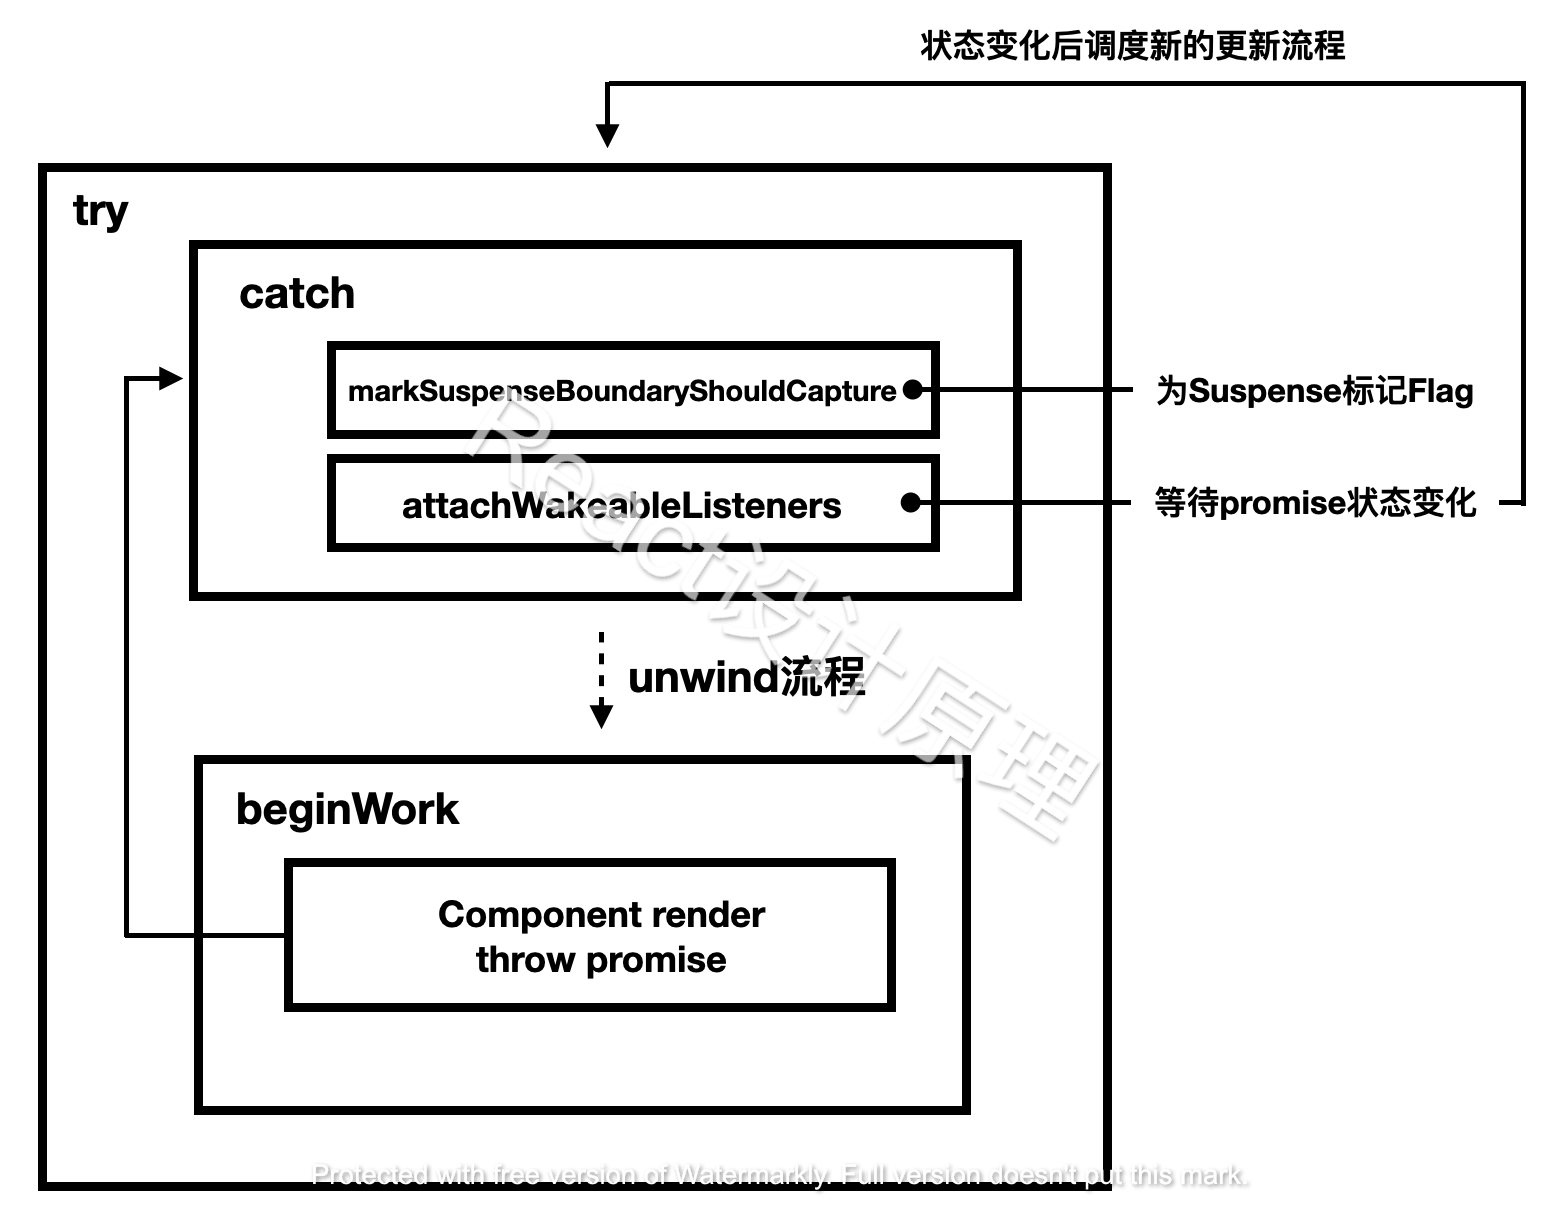 状态变化后调度新的更新流程
try
catch
markSuspenseBoundaryShouldCapture
为Suspense标记Flag
attachWakeableListeners
等待promise状态变化
unwind流程
React设计原理
beginWork
Component render
throw promise
Protected with free version of Watermarkly. Full version doesn't put this mark.